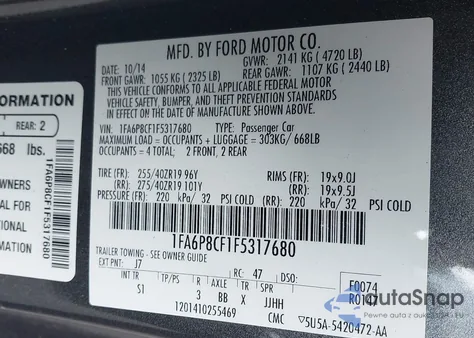 ORMATION
REAR: 2
668 lbs.
WNERS
MORE
MATION
1FA6P8CF1F5317680
MFD. BY FORD MOTOR CO.
DATE: 10/14
GVWR: 2141 KG ( 4720 LB)
FRONT GAWR: 1055 KG ( 2325 LB)
REAR GAWR: 1107 KG ( 2440 LB)
THIS VEHICLE CONFORMS TO ALL APPLICABLE FEDERAL MOTOR
VEHICLE SAFETY, BUMPER, AND THEFT PREVENTION STANDARDS
IN EFFECT ON THE DATE OF MANUFACTURE SHOWN ABOVE.
VIN: 1FA6P8CF1F5317680
TYPE: Passenger Car
MAXIMUM LOAD = OCCUPANTS + LUGGAGE = 303KG/ 668LB
OCCUPANTS = 4 TOTAL; 2 FRONT, 2 REAR
TIRE (FR): 255/40ZR19 96Y RIMS (FR): 19x9.0J
(RR): 275/40ZR19 101Y (RR): 19x9.5J
PRESSURE (FR): 220 kPa/ 32 PSI COLD (RR): 220 kPa/ 32 PSI COLD
1FA6P8CF1F5317680
TRAILER TOWING - SEE OWNER GUIDE
EXT PNT: J7 RC: 47 DSO:
INT TR TP/PS R AXLE TR SPR
S1 3 BB X JJHH
F0074
1201410255469
CMC
▽5U5A-5420472-AA
autoSnap